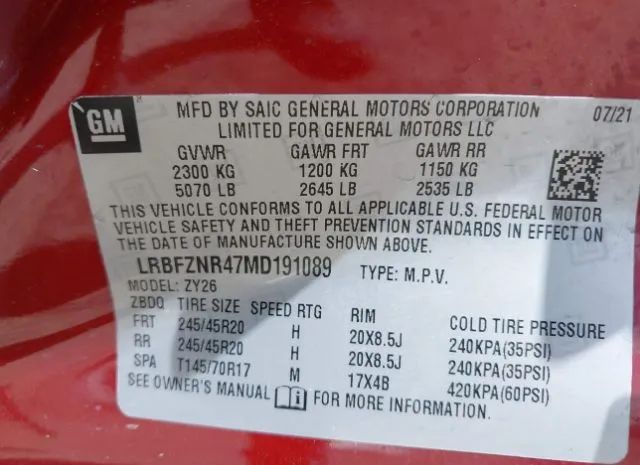 GM
MFD BY SAIC GENERAL MOTORS CORPORATION 07/21
LIMITED FOR GENERAL MOTORS LLC
GVWR GAWR FRT GAWR RR
2300 KG 1200 KG 1150 KG
5070 LB 2645 LB 2535 LB
THIS VEHICLE CONFORMS TO ALL APPLICABLE U.S. FEDERAL MOTOR
VEHICLE SAFETY AND THEFT PREVENTION STANDARDS IN EFFECT ON
THE DATE OF MANUFACTURE SHOWN ABOVE.
LRBFZNR47MD191089 TYPE: M.P.V.
MODEL: ZY26
ZBDQ TIRE SIZE SPEED RTG RIM COLD TIRE PRESSURE
FRT 245/45R20 H 20X8.5J 240KPA(35PSI)
RR 245/45R20 H 20X8.5J 240KPA(35PSI)
SPA T145/70R17 M 17X4B 420KPA(60PSI)
SEE OWNER'S MANUAL FOR MORE INFORMATION.